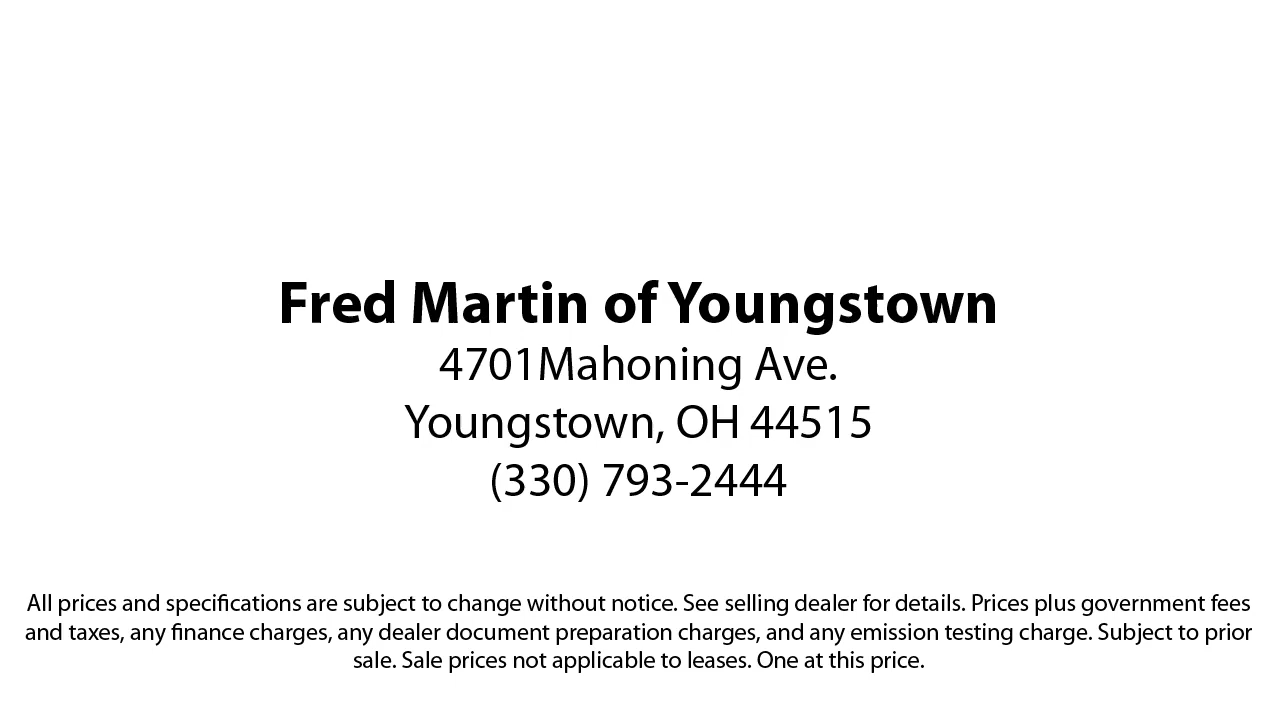 Fred Martin of Youngstown
4701Mahoning Ave.
Youngstown, OH 44515
(330) 793-2444
All prices and specifications are subject to change without notice. See selling dealer for details. Prices plus government fees
and taxes, any finance charges, any dealer document preparation charges, and any emission testing charge. Subject to prior
sale. Sale prices not applicable to leases. One at this price.